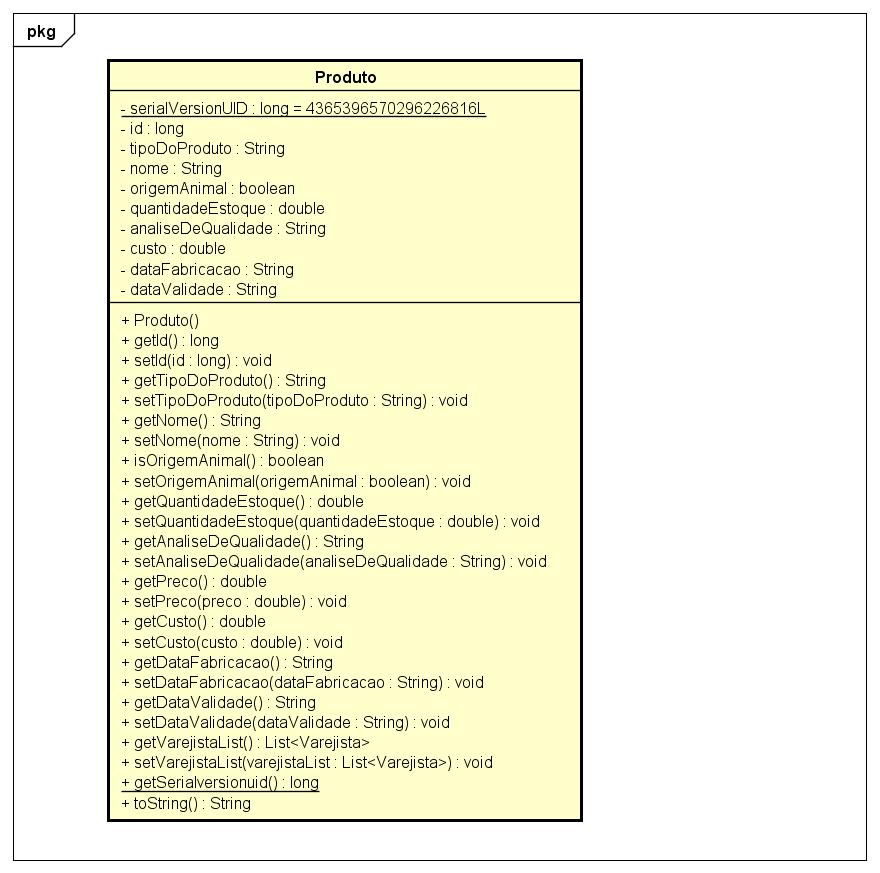 pkg
Produto
- serialVersionUID : long = 4365396570296226816L
- id : long
- tipoDoProduto : String
- nome : String
- origemAnimal : boolean
- quantidadeEstoque : double
- analiseDeQualidade : String
- custo : double
- dataFabricacao : String
- dataValidade : String
+ Produto()
+ getId() : long
+ setId(id : long) : void
+ getTipoDoProduto() : String
+ setTipoDoProduto(tipoDoProduto : String) : void
+ getNome() : String
+ setNome(nome : String) : void
+ isOrigemAnimal() : boolean
+ setOrigemAnimal(origemAnimal : boolean) : void
+ getQuantidadeEstoque() : double
+ setQuantidadeEstoque(quantidadeEstoque : double) : void
+ getAnaliseDeQualidade() : String
+ setAnaliseDeQualidade(analiseDeQualidade : String) : void
+ getPreco() : double
+ setPreco(preco : double) : void
+ getCusto() : double
+ setCusto(custo : double) : void
+ getDataFabricacao() : String
+ setDataFabricacao(dataFabricacao : String) : void
+ getDataValidade() : String
+ setDataValidade(dataValidade : String) : void
+ getVarejistaList() : List<Varejista>
+ setVarejistaList(varejistaList : List<Varejista>) : void
+ getSerialversionuid() : long
+ toString() : String